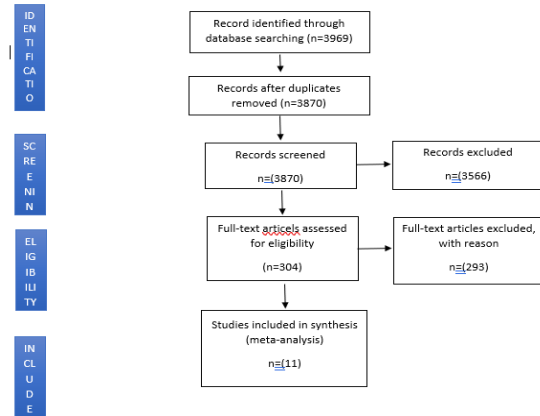 ID
EN
TI
FI
CA
TI
O
Record identified through
database searching (n=3969)
Records after duplicates
removed (n=3870)
SC
RE
E
NI
N
Records screened
n=(3870)
Records excluded
n=(3566)
EL
IG
IB
ILI
TY
Full-text articels assessed
for eligibility
(n=304)
Full-text articles excluded,
with reason
n=(293)
Studies included in synthesis
(meta-analysis)
n=(11)
IN
CL
U
D
E